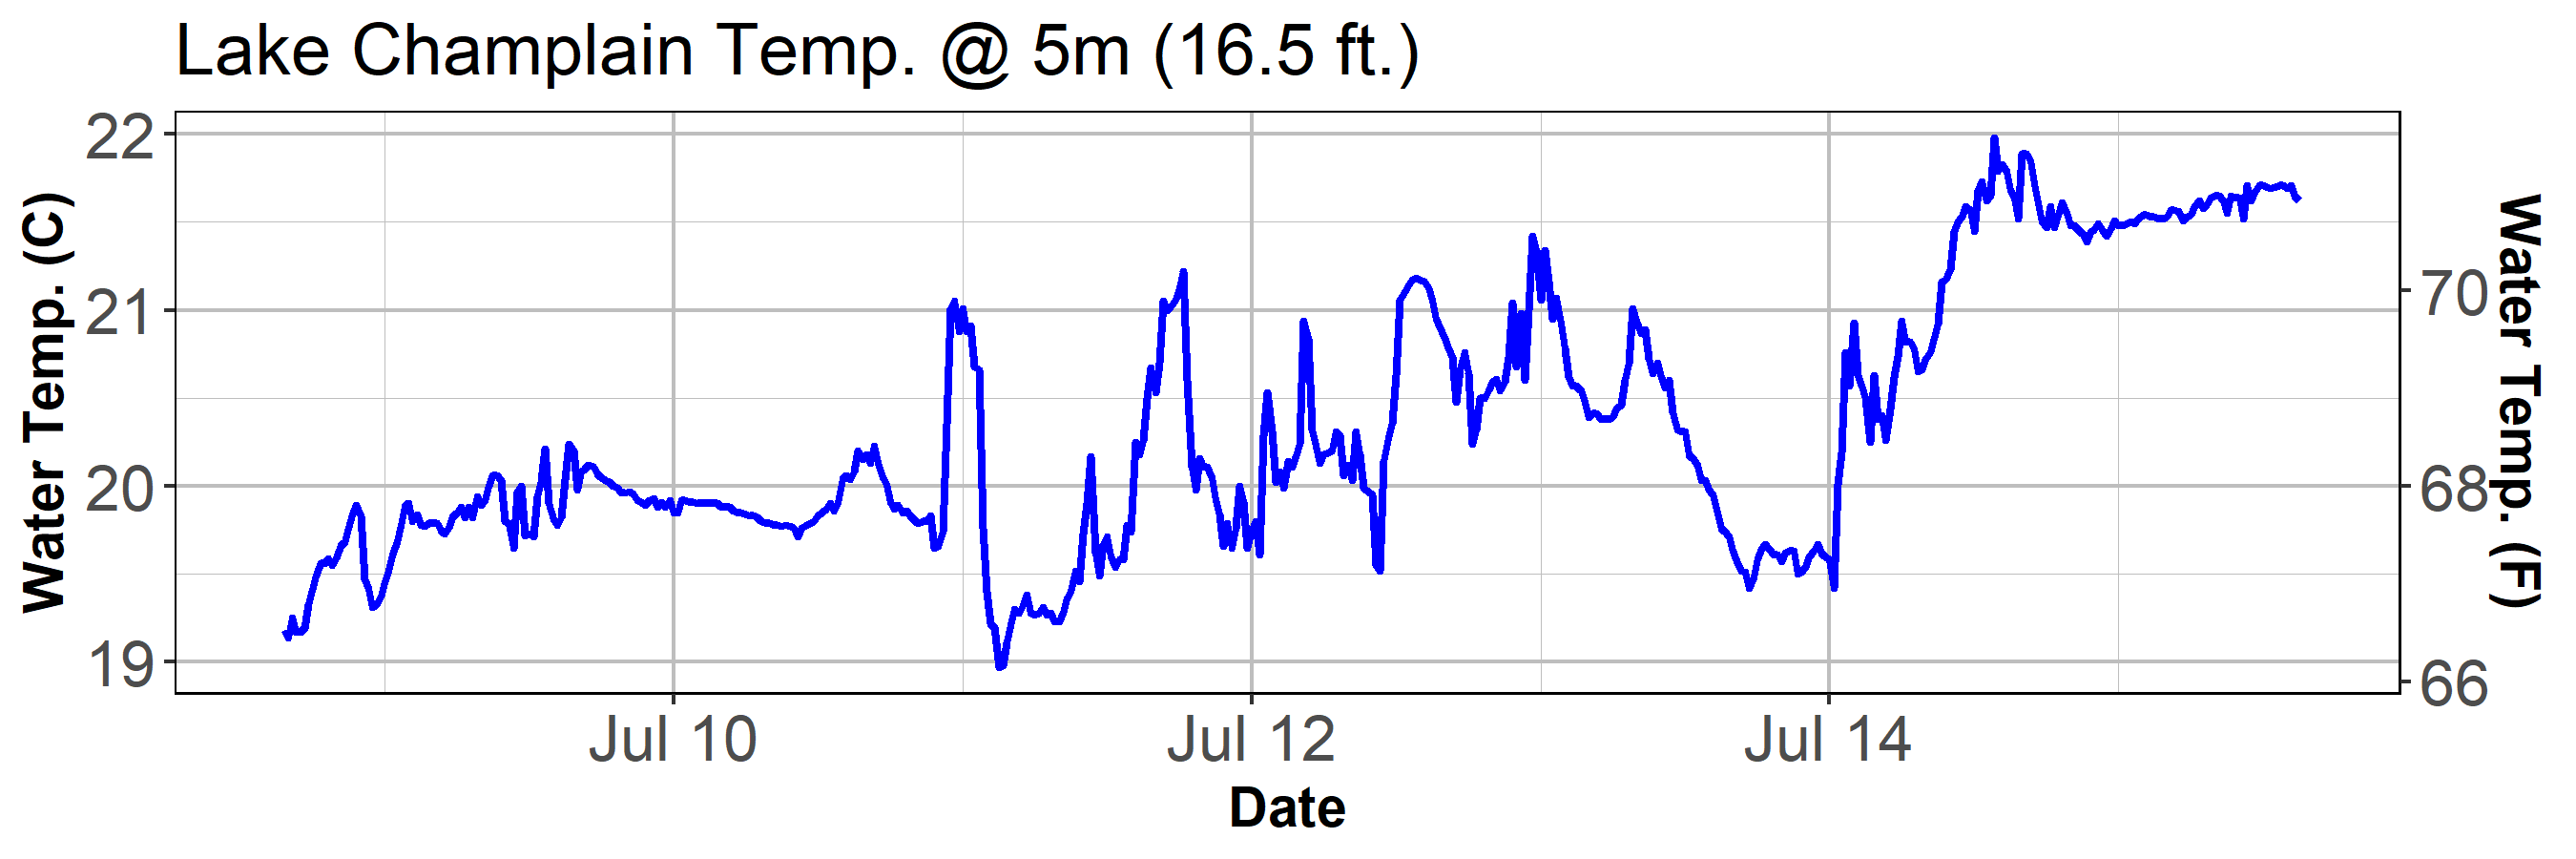 Lake Champlain Temp. @ 5m (16.5 ft.)
Water Temp. (C)
22
21
20
19
70
68
66
Water Temp. (F)
Jul 10 Jul 12 Jul 14
Date